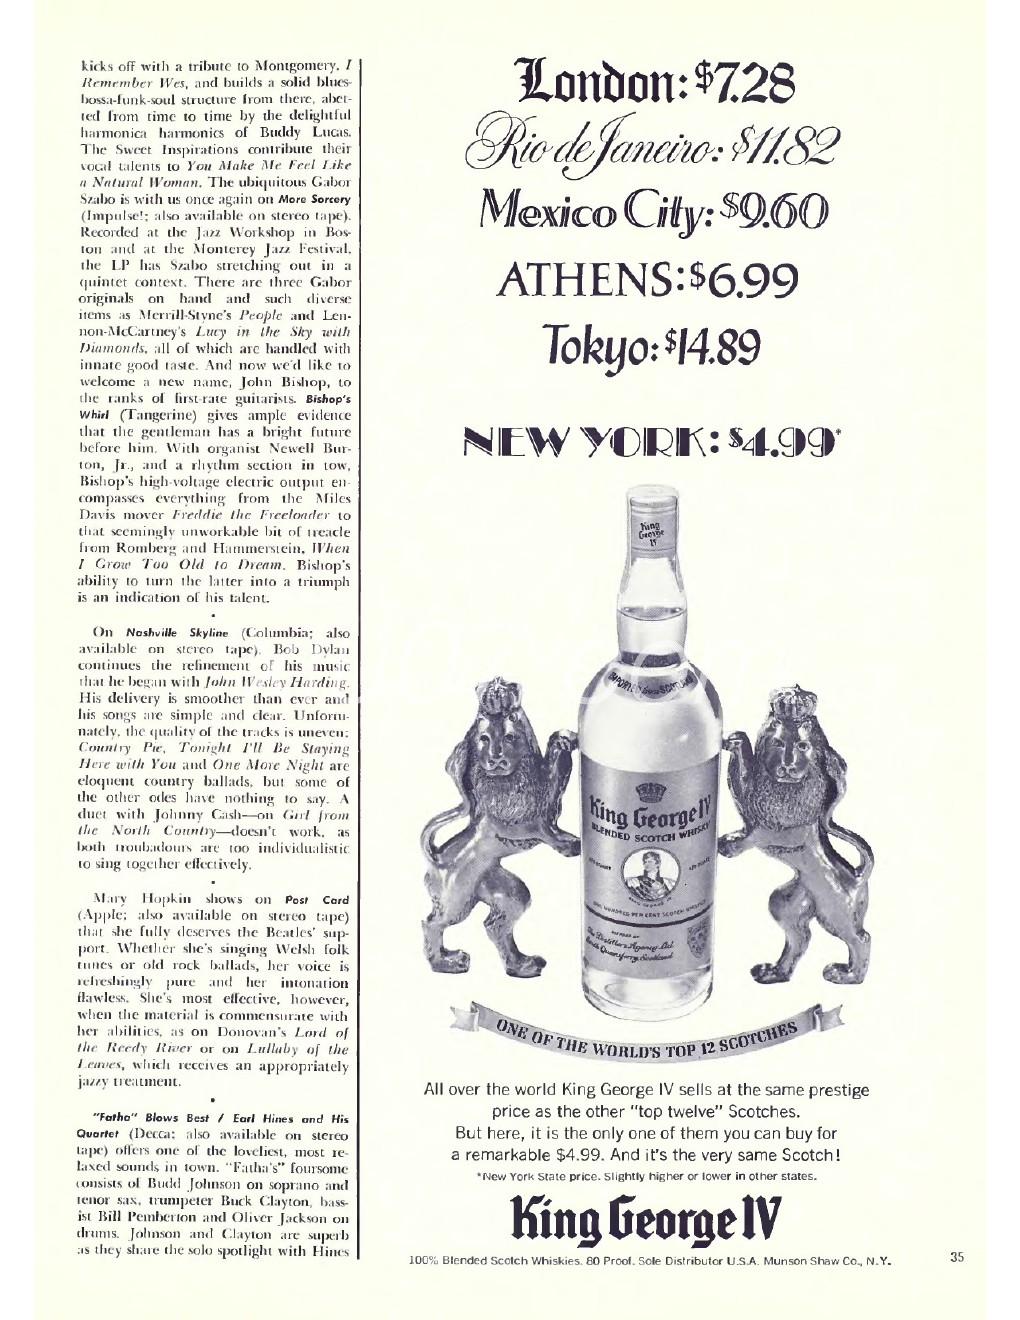 kicks off with a tribute to Montgomery, I
Remember Wes, and builds a solid blues-
bossa-funk-soul structure from there, abet-
ted from time to time by the delightful
harmonica harmonics of Buddy Lucas.
The Sweet Inspirations contribute their
vocal talents to You Make Me Feel Like
a Natural Woman. The ubiquitous Gabor
Szabo is with us once again on More Sorcery
(Impulse!; also available on stereo tape).
Recorded at the Jazz Workshop in Bos-
ton and at the Monterey Jazz Festival,
the LP has Szabo stretching out in a
quintet context. There are three Gabor
originals on hand and such diverse
items as Merrill-Styne's People and Len-
non-McCartney's Lucy in the Sky with
Diamonds, all of which are handled with
innate good taste. And now we'd like to
welcome a new name, John Bishop, to
the ranks of first-rate guitarists. Bishop's
Whirl (Tangerine) gives ample evidence
that the gentleman has a bright future
before him. With organist Newell Bur-
ton, Jr., and a rhythm section in tow,
Bishop's high-voltage electric output en-
compasses everything from the Miles
Davis mover Freddie the Freeloader to
that seemingly unworkable bit of treacle
from Romberg and Hammerstein, When
I Grow Too Old to Dream. Bishop's
ability to turn the latter into a triumph
is an indication of his talent.
•
On Nashville Skyline (Columbia; also
available on stereo tape), Bob Dylan
continues the refinement of his music
that he began with John Wesley Harding.
His delivery is smoother than ever and
his songs are simple and clear. Unfortu-
nately, the quality of the tracks is uneven;
Country Pie, Tonight I'll Be Staying
Here with You and One More Night are
eloquent country ballads, but some of
the other odes have nothing to say. A
duet with Johnny Cash—on Girl from
the North Country—doesn't work, as
both troubadours are too individualistic
to sing together effectively.
•
Mary Hopkin shows on Post Card
(Apple; also available on stereo tape)
that she fully deserves the Beatles' sup-
port. Whether she's singing Welsh folk
tunes or old rock ballads, her voice is
refreshingly pure and her intonation
flawless. She's most effective, however,
when the material is commensurate with
her abilities, as on Donovan's Lord of
the Reedy River or on Lullaby of the
Leaves, which receives an appropriately
jazzy treatment.
•
"Fatha" Blows Best / Earl Hines and His
Quartet (Decca; also available on stereo
tape) offers one of the loveliest, most re-
laxed sounds in town. "Fatha's" foursome
consists of Budd Johnson on soprano and
tenor sax, trumpeter Buck Clayton, bass-
ist Bill Pemberton and Oliver Jackson on
drums. Johnson and Clayton are superb
as they share the solo spotlight with Hines
London: $7.28
Rio de Janeiro: $11.82
Mexico City: $9.60
ATHENS: $6.99
Tokyo: $14.89
NEW YORK: $4.99*
King
George
IV
IMPORTED from SCOTLAND
King George IV
BLENDED SCOTCH WHISKY
KING GEORGE IV
ONE HUNDRED PER CENT SCOTCH WHISKIES
The Distillers Agency Ltd.
South Queensferry, Scotland
ONE OF THE WORLD'S TOP 12 SCOTCHES
All over the world King George IV sells at the same prestige
price as the other "top twelve" Scotches.
But here, it is the only one of them you can buy for
a remarkable $4.99. And it's the very same Scotch!
*New York State price. Slightly higher or lower in other states.
King George IV
100% Blended Scotch Whiskies. 80 Proof. Sole Distributor U.S.A. Munson Shaw Co., N.Y.
35